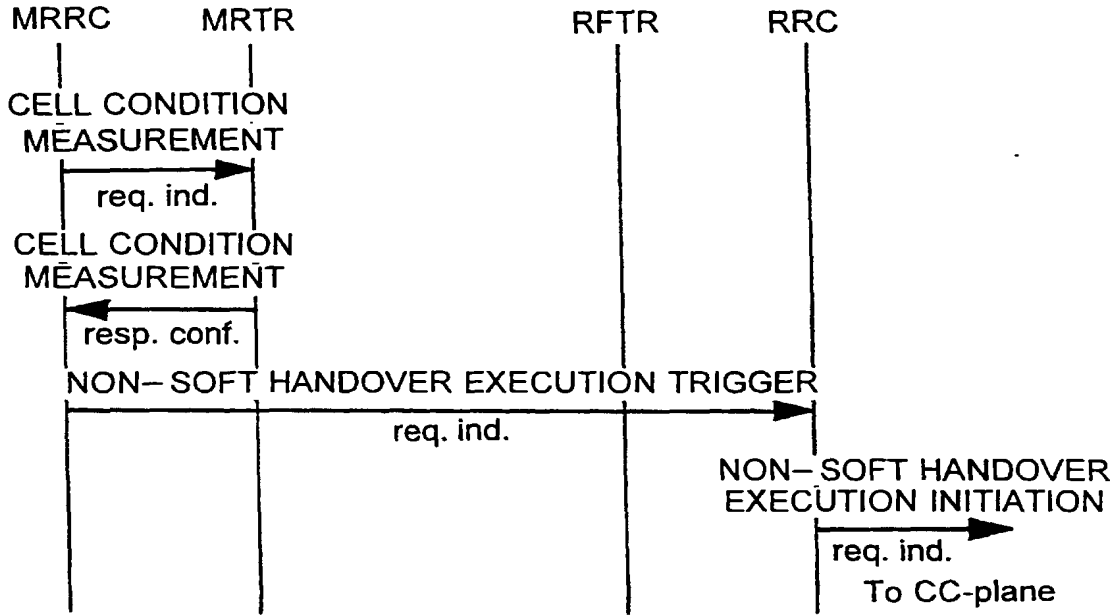 MRRC MRTR RFTR RRC
CELL CONDITION
MEASUREMENT
req. ind.
CELL CONDITION
MEASUREMENT
resp. conf.
NON– SOFT HANDOVER EXECUTION TRIGGER
req. ind.
NON– SOFT HANDOVER
EXECUTION INITIATION
req. ind.
To CC-plane